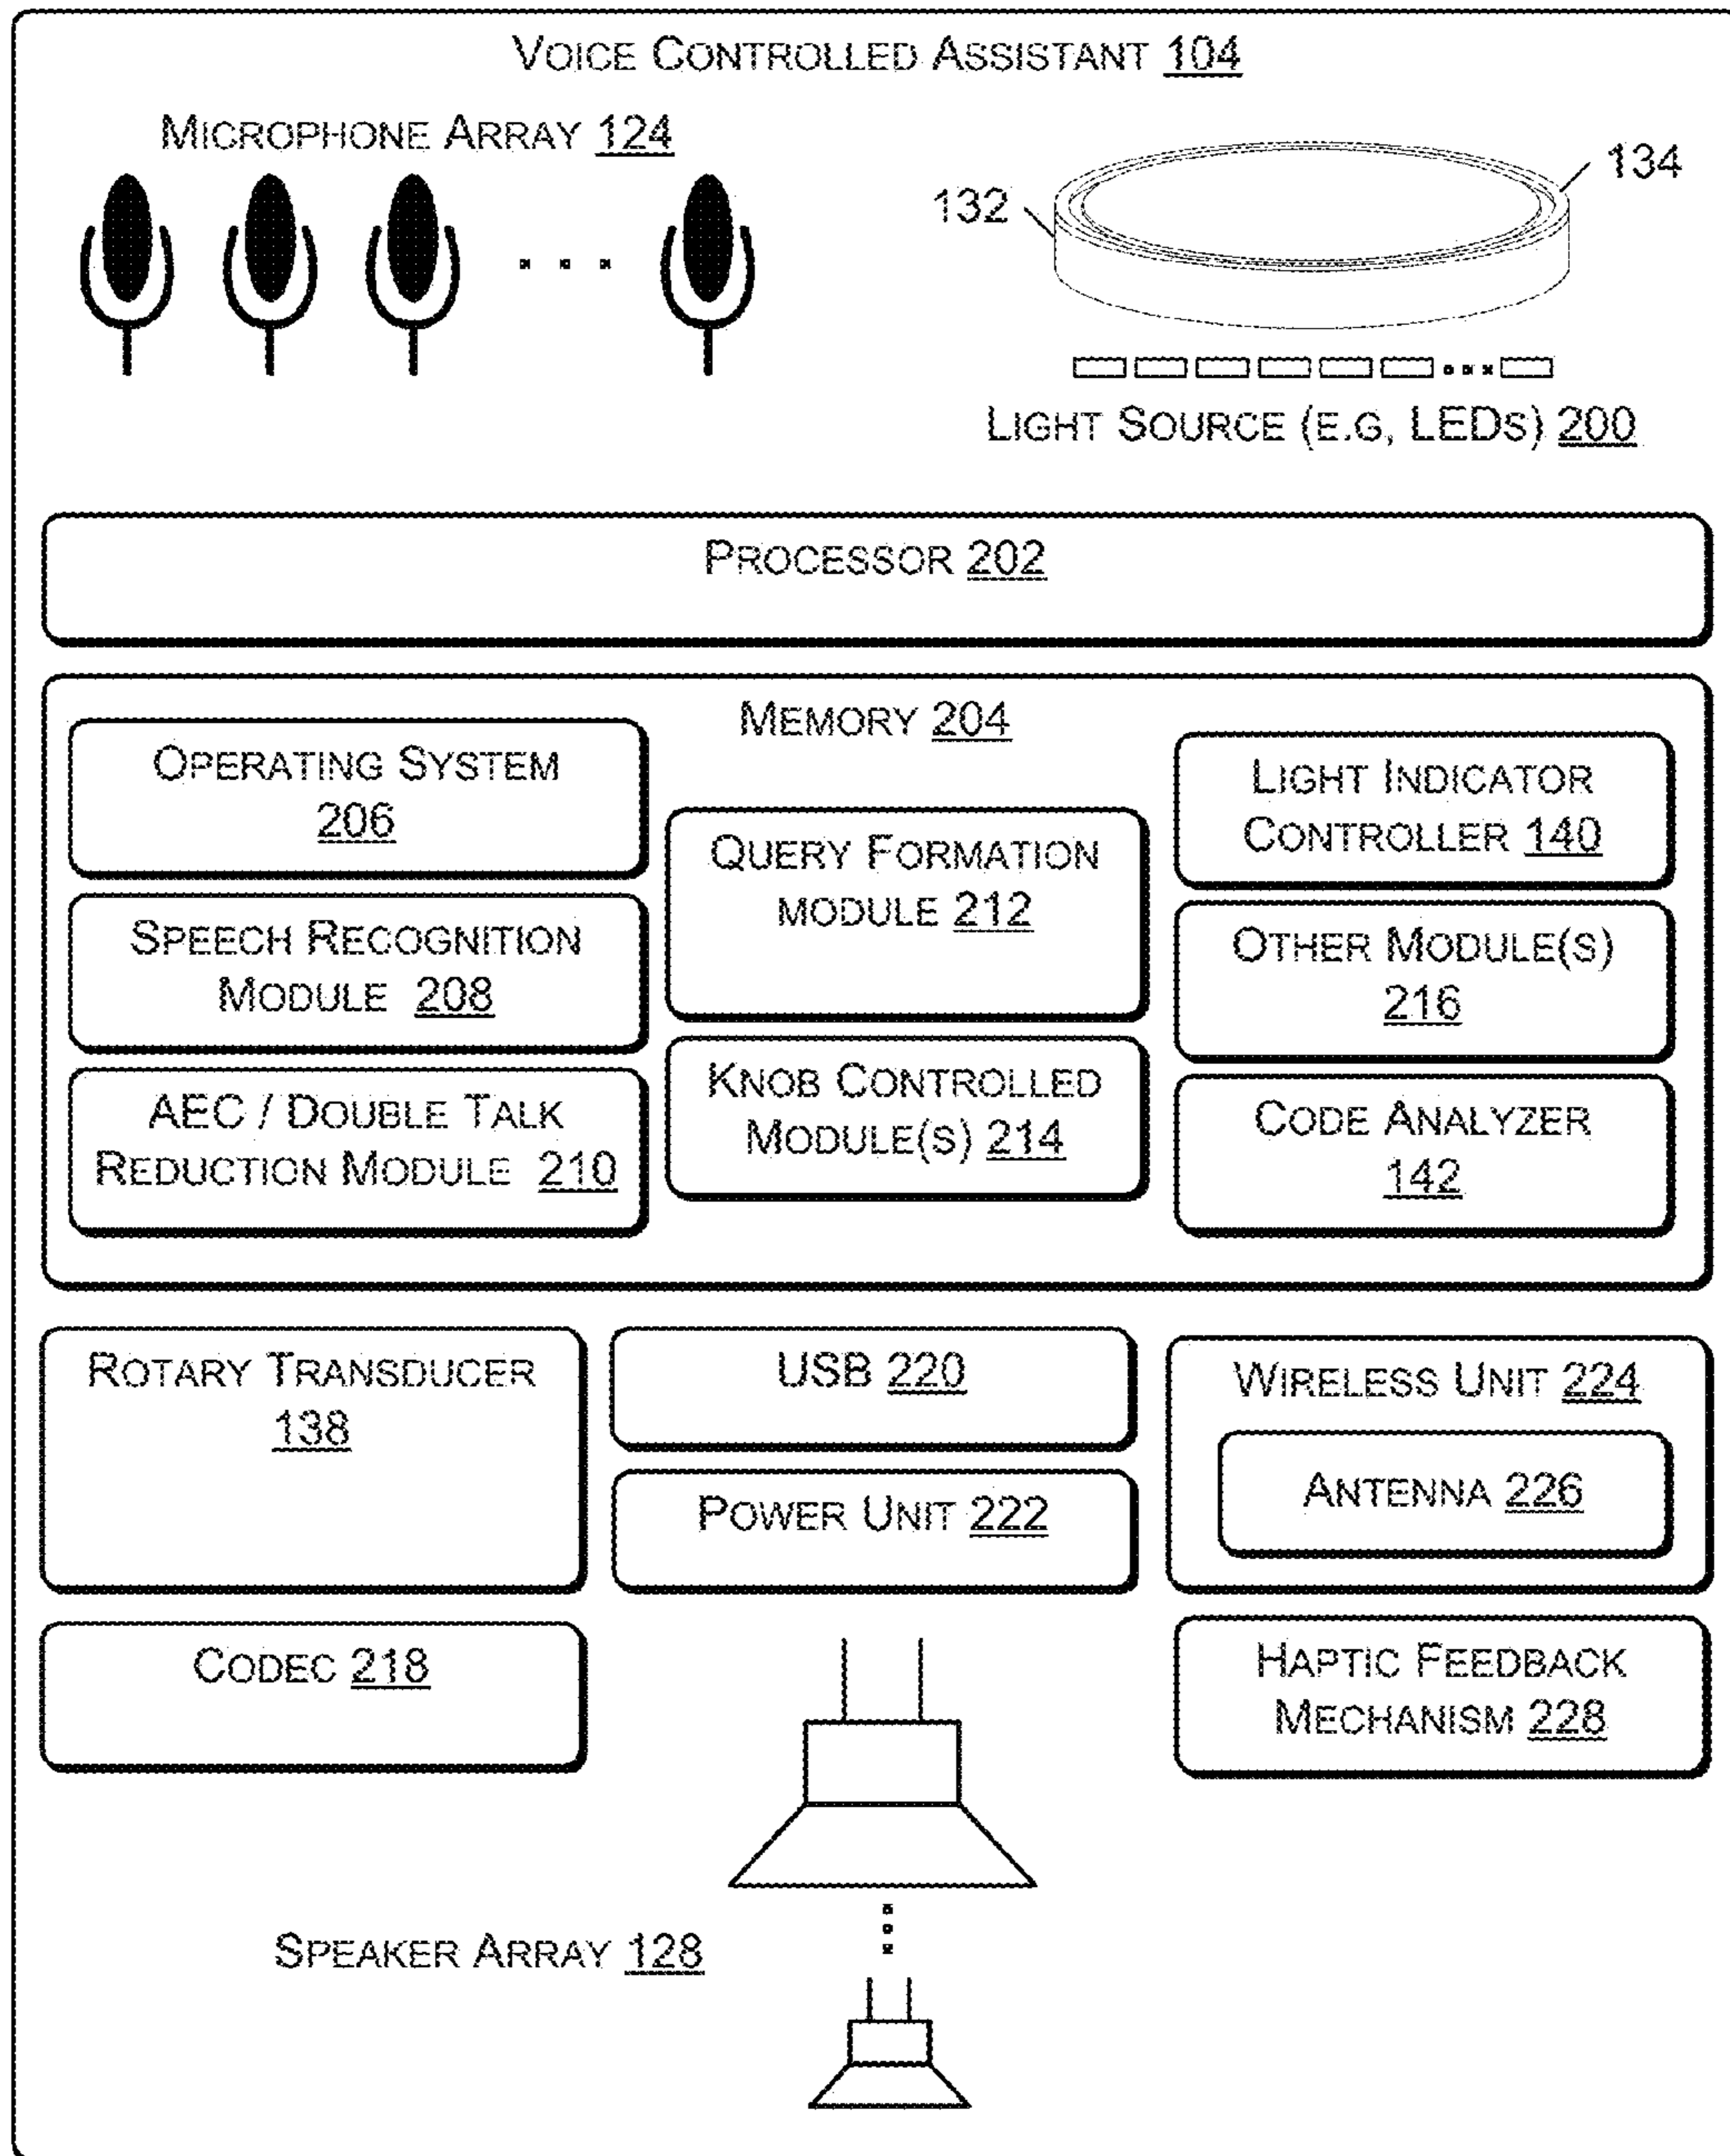 VOICE CONTROLLED ASSISTANT 104
MICROPHONE ARRAY 124
134
132
LIGHT SOURCE (E.G, LEDS) 200
PROCESSOR 202
MEMORY 204
OPERATING SYSTEM
206
SPEECH RECOGNITION
MODULE 208
AEC / DOUBLE TALK
REDUCTION MODULE 210
QUERY FORMATION
MODULE 212
KNOB CONTROLLED
MODULE(S) 214
LIGHT INDICATOR
CONTROLLER 140
OTHER MODULE(S)
216
CODE ANALYZER
142
ROTARY TRANSDUCER
138
USB 220
POWER UNIT 222
WIRELESS UNIT 224
ANTENNA 226
CODEC 218
HAPTIC FEEDBACK
MECHANISM 228
SPEAKER ARRAY 128